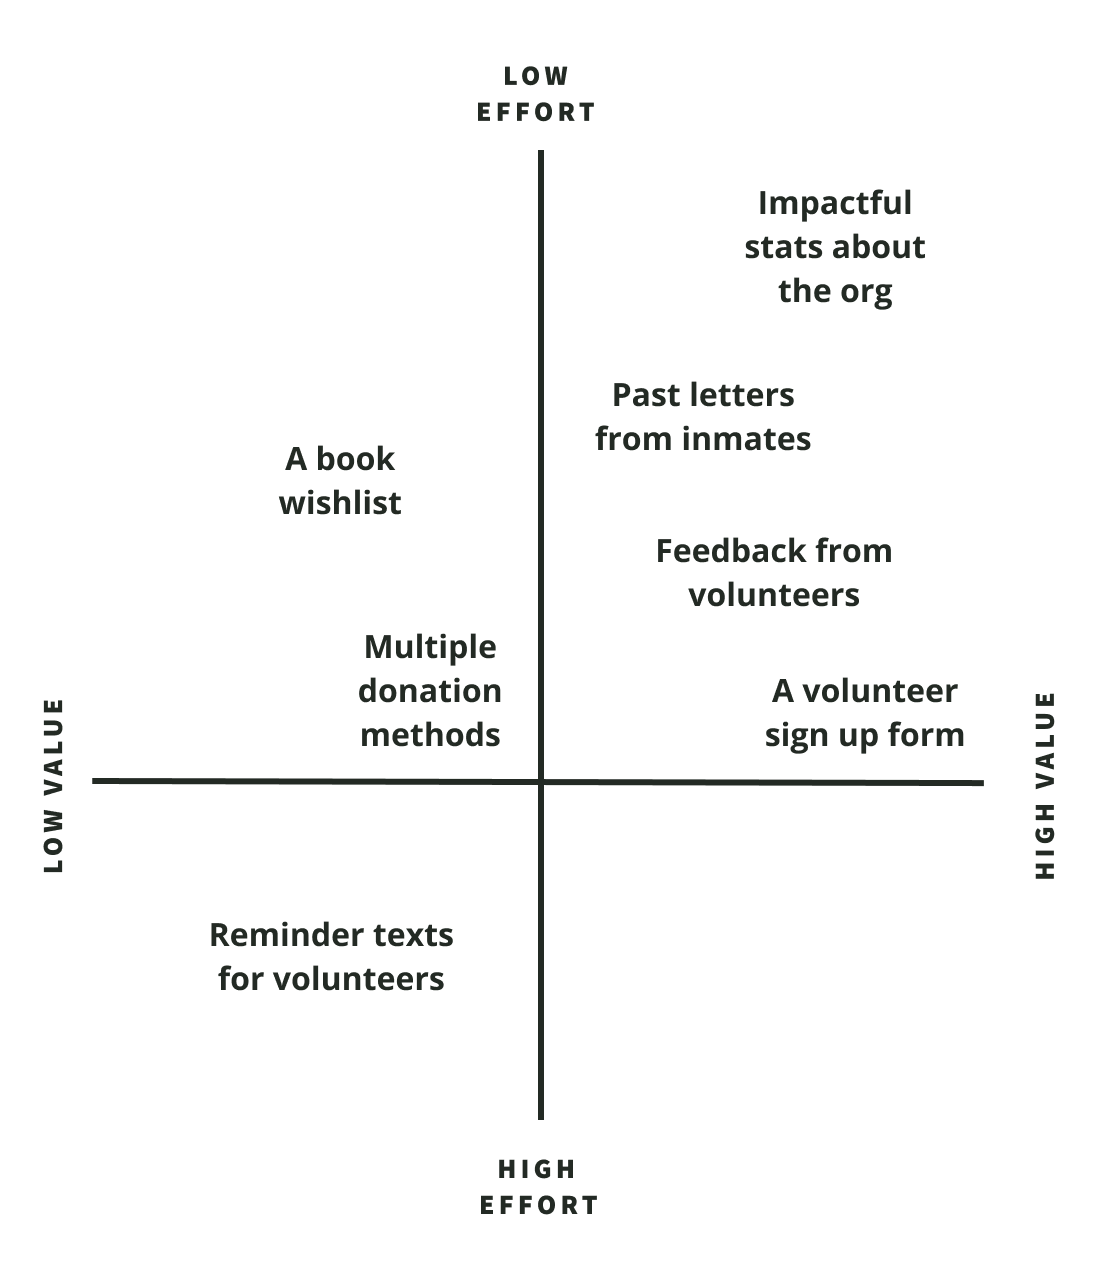 LOW
EFFORT
Impactful
stats about
the org
Past letters
from inmates
A book
wishlist
Feedback from
volunteers
Multiple
donation
methods
A volunteer
sign up form
LOW VALUE
HIGH VALUE
Reminder texts
for volunteers
HIGH
EFFORT